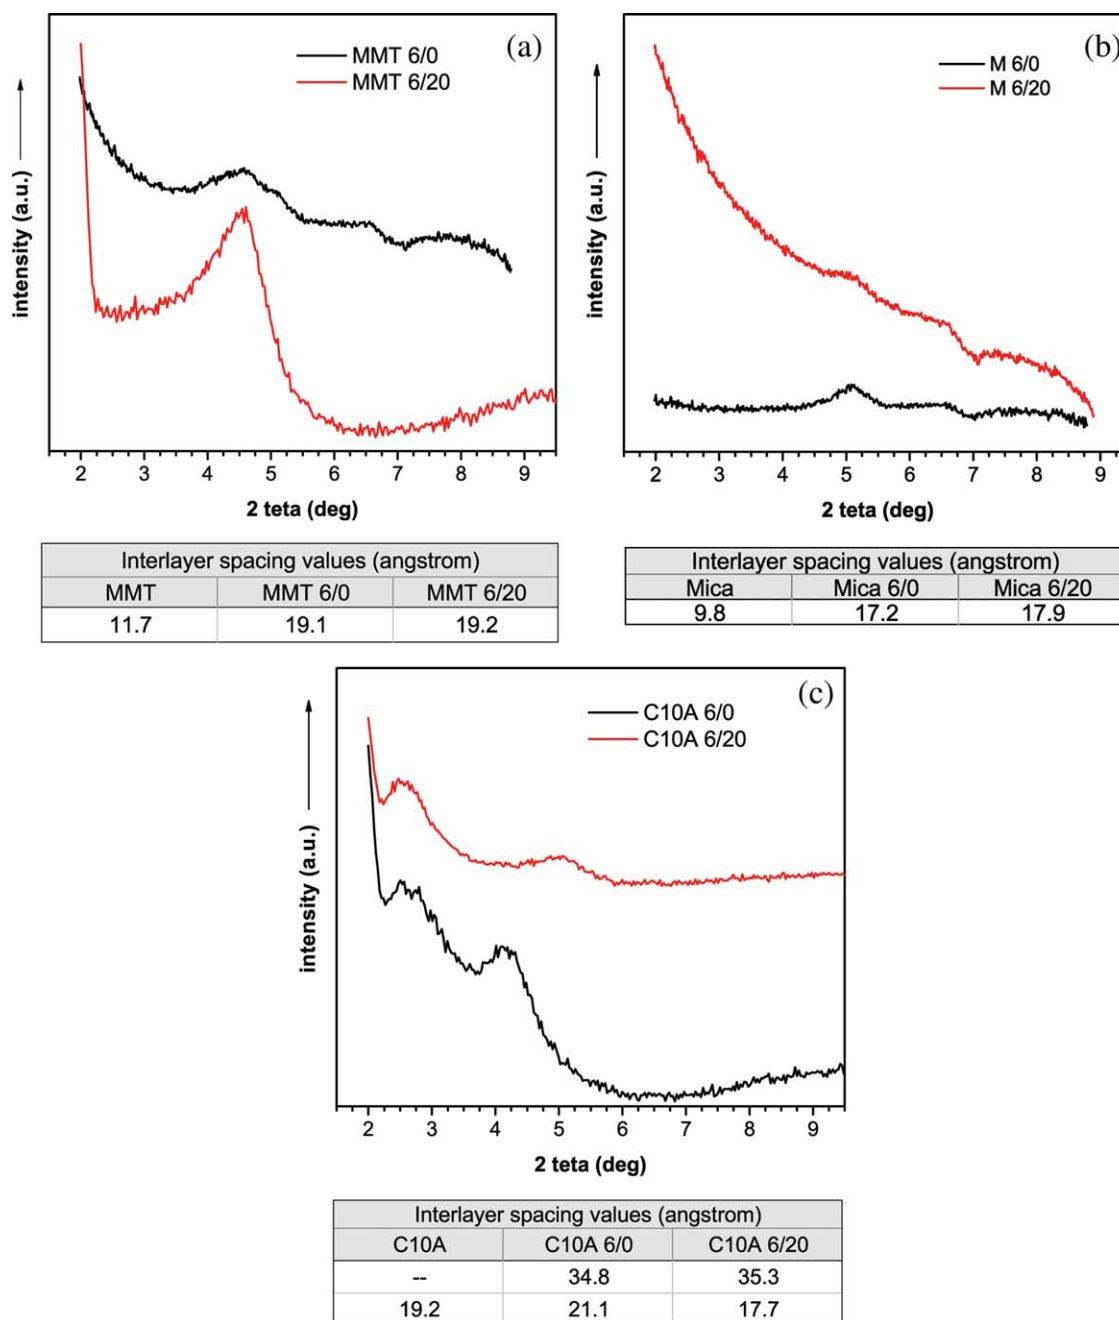 (a)
MMT 6/0
MMT 6/20
intensity (a.u.)
2 3 4 5 6 7 8 9
2 teta (deg)
Interlayer spacing values (angstrom)
MMT MMT 6/0 MMT 6/20
11.7 19.1 19.2
(b)
M 6/0
M 6/20
intensity (a.u.)
2 3 4 5 6 7 8 9
2 teta (deg)
Interlayer spacing values (angstrom)
Mica Mica 6/0 Mica 6/20
9.8 17.2 17.9
(c)
C10A 6/0
C10A 6/20
intensity (a.u.)
2 3 4 5 6 7 8 9
2 teta (deg)
Interlayer spacing values (angstrom)
C10A C10A 6/0 C10A 6/20
-- 34.8 35.3
19.2 21.1 17.7